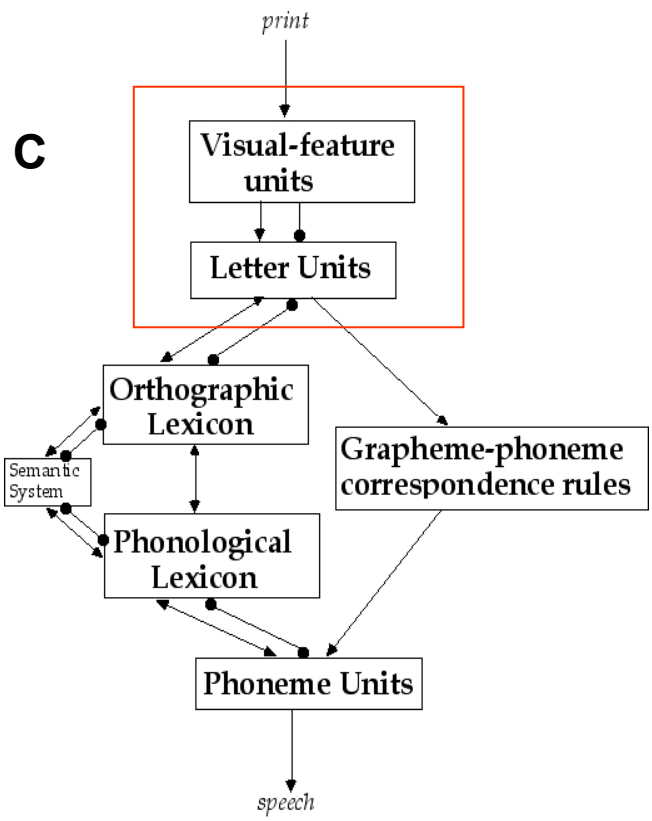 print
C
Visual-feature
units
Letter Units
Orthographic
Lexicon
Grapheme-phoneme
correspondence rules
Semantic
System
Phonological
Lexicon
Phoneme Units
speech